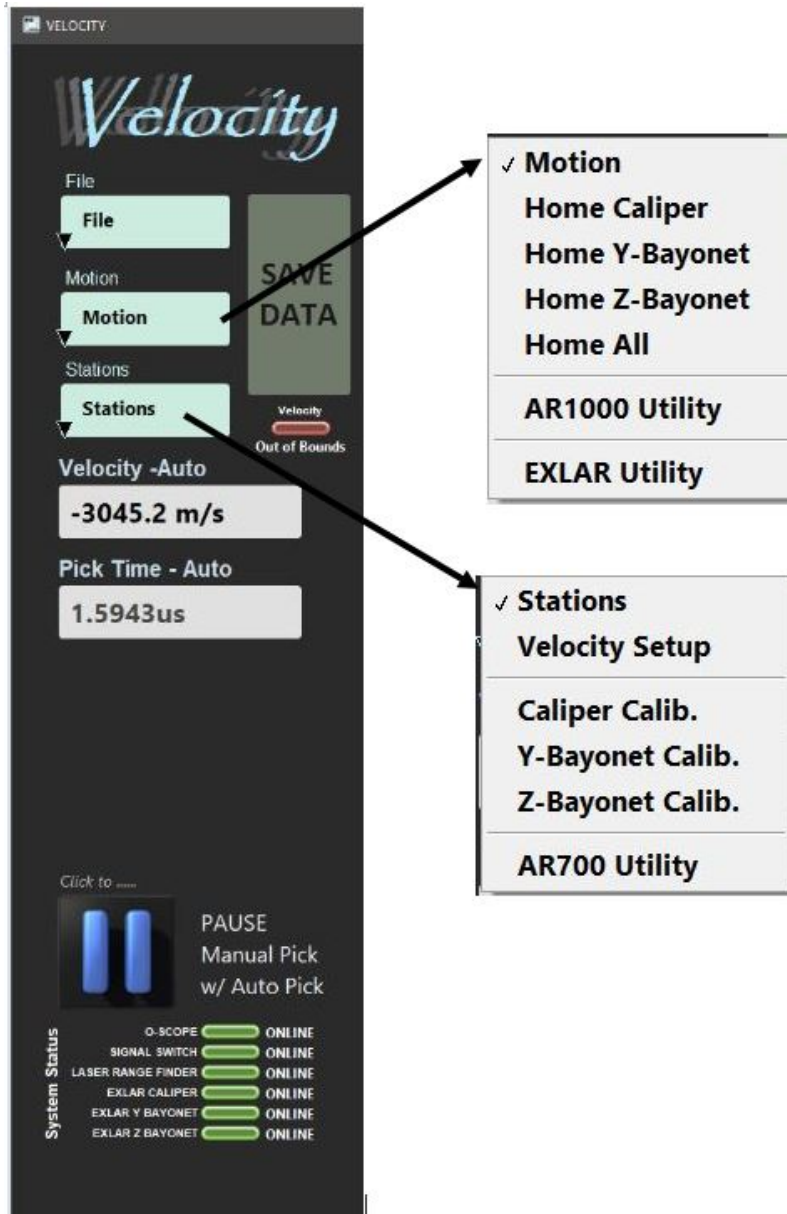 VELOCITY
Velocity
File
File
Motion
Motion
Stations
Stations
SAVE
DATA
Velocity
Out of Bounds
Velocity -Auto
-3045.2 m/s
Pick Time - Auto
1.5943us
Click to ......
PAUSE
Manual Pick
w/ Auto Pick
System Status
O-SCOPE ONLINE
SIGNAL SWITCH ONLINE
LASER RANGE FINDER ONLINE
EXLAR CALIPER ONLINE
EXLAR Y BAYONET ONLINE
EXLAR Z BAYONET ONLINE
✓ Motion
Home Caliper
Home Y-Bayonet
Home Z-Bayonet
Home All
AR1000 Utility
EXLAR Utility
✓ Stations
Velocity Setup
Caliper Calib.
Y-Bayonet Calib.
Z-Bayonet Calib.
AR700 Utility